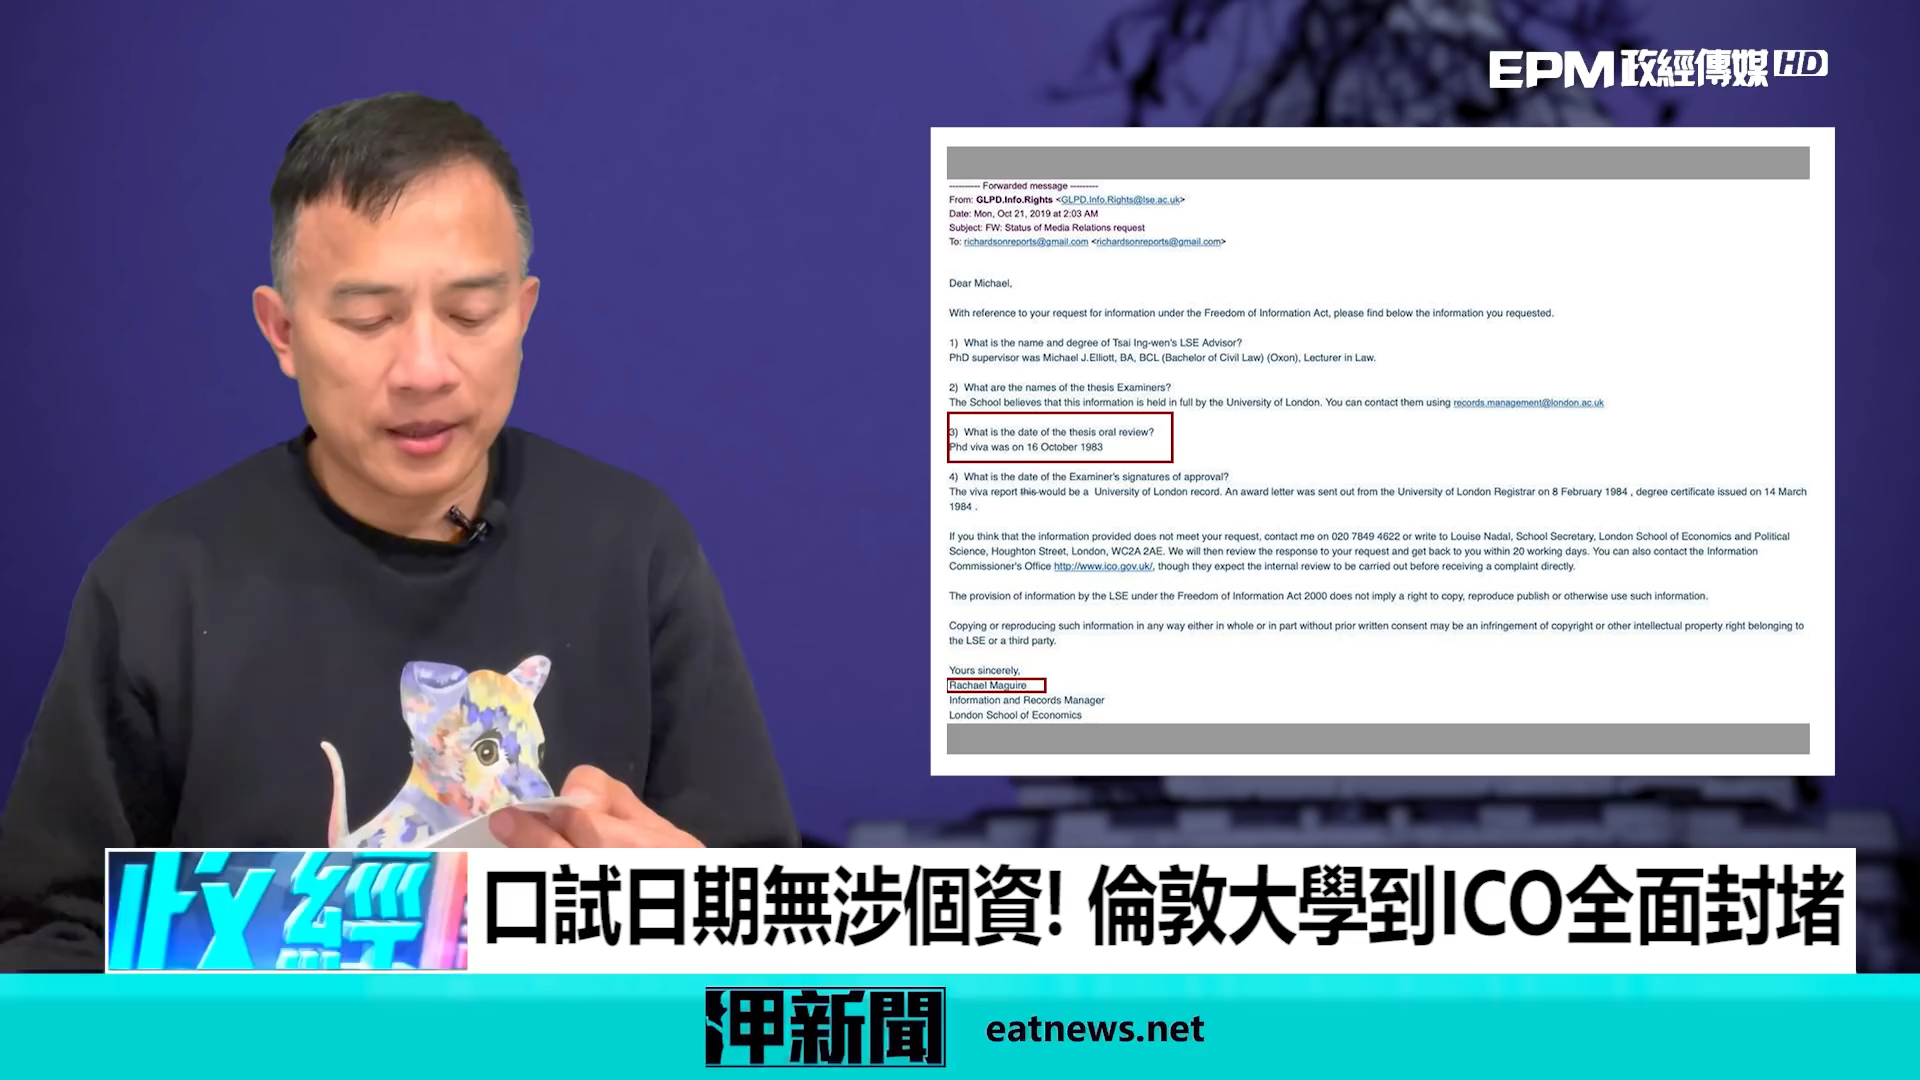 EPM政經傳媒HD
---------- Forwarded message ---------
From: GLPD.Info.Rights <GLPD.Info.Rights@lse.ac.uk>
Date: Mon, Oct 21, 2019 at 2:03 AM
Subject: FW: Status of Media Relations request
To: richardsonreports@gmail.com <richardsonreports@gmail.com>
Dear Michael,
With reference to your request for information under the Freedom of Information Act, please find below the information you requested.
1) What is the name and degree of Tsai Ing-wen's LSE Advisor?
PhD supervisor was Michael J.Elliott, BA, BCL (Bachelor of Civil Law) (Oxon), Lecturer in Law.
2) What are the names of the thesis Examiners?
The School believes that this information is held in full by the University of London. You can contact them using records.management@london.ac.uk
3) What is the date of the thesis oral review?
Phd viva was on 16 October 1983
4) What is the date of the Examiner's signatures of approval?
The viva report this would be a University of London record. An award letter was sent out from the University of London Registrar on 8 February 1984 , degree certificate issued on 14 March
1984 .
If you think that the information provided does not meet your request, contact me on 020 7849 4622 or write to Louise Nadal, School Secretary, London School of Economics and Political
Science, Houghton Street, London, WC2A 2AE. We will then review the response to your request and get back to you within 20 working days. You can also contact the Information
Commissioner's Office http://www.ico.gov.uk/, though they expect the internal review to be carried out before receiving a complaint directly.
The provision of information by the LSE under the Freedom of Information Act 2000 does not imply a right to copy, reproduce publish or otherwise use such information.
Copying or reproducing such information in any way either in whole or in part without prior written consent may be an infringement of copyright or other intellectual property right belonging to
the LSE or a third party.
Yours sincerely,
Rachael Maguire
Information and Records Manager
London School of Economics
政經
口試日期無涉個資! 倫敦大學到ICO全面封堵
呷新聞
eatnews.net